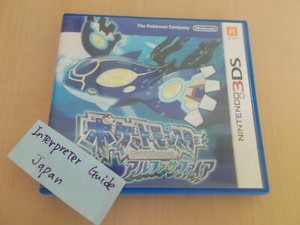 The Pokémon Company
Nintendo
NINTENDO 3DS
ポケットモンスター
アルファサファイア
Interpreter Guide
Japan